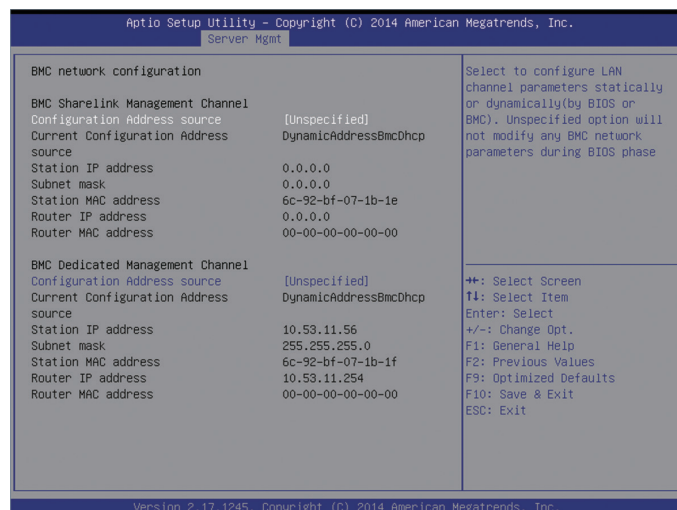 Aptio Setup Utility – Copyright (C) 2014 American Megatrends, Inc.
Server Mgmt
BMC network configuration
BMC Sharelink Management Channel
Configuration Address source [Unspecified]
Current Configuration Address DynamicAddressBmcDhcp
source
Station IP address 0.0.0.0
Subnet mask 0.0.0.0
Station MAC address 6c-92-bf-07-1b-1e
Router IP address 0.0.0.0
Router MAC address 00-00-00-00-00-00
BMC Dedicated Management Channel
Configuration Address source [Unspecified]
Current Configuration Address DynamicAddressBmcDhcp
source
Station IP address 10.53.11.56
Subnet mask 255.255.255.0
Station MAC address 6c-92-bf-07-1b-1f
Router IP address 10.53.11.254
Router MAC address 00-00-00-00-00-00
Select to configure LAN
channel parameters statically
or dynamically(by BIOS or
BMC). Unspecified option will
not modify any BMC network
parameters during BIOS phase
→←: Select Screen
↑↓: Select Item
Enter: Select
+/-: Change Opt.
F1: General Help
F2: Previous Values
F9: Optimized Defaults
F10: Save & Exit
ESC: Exit
Version 2.17.1245. Copyright (C) 2014 American Megatrends, Inc.